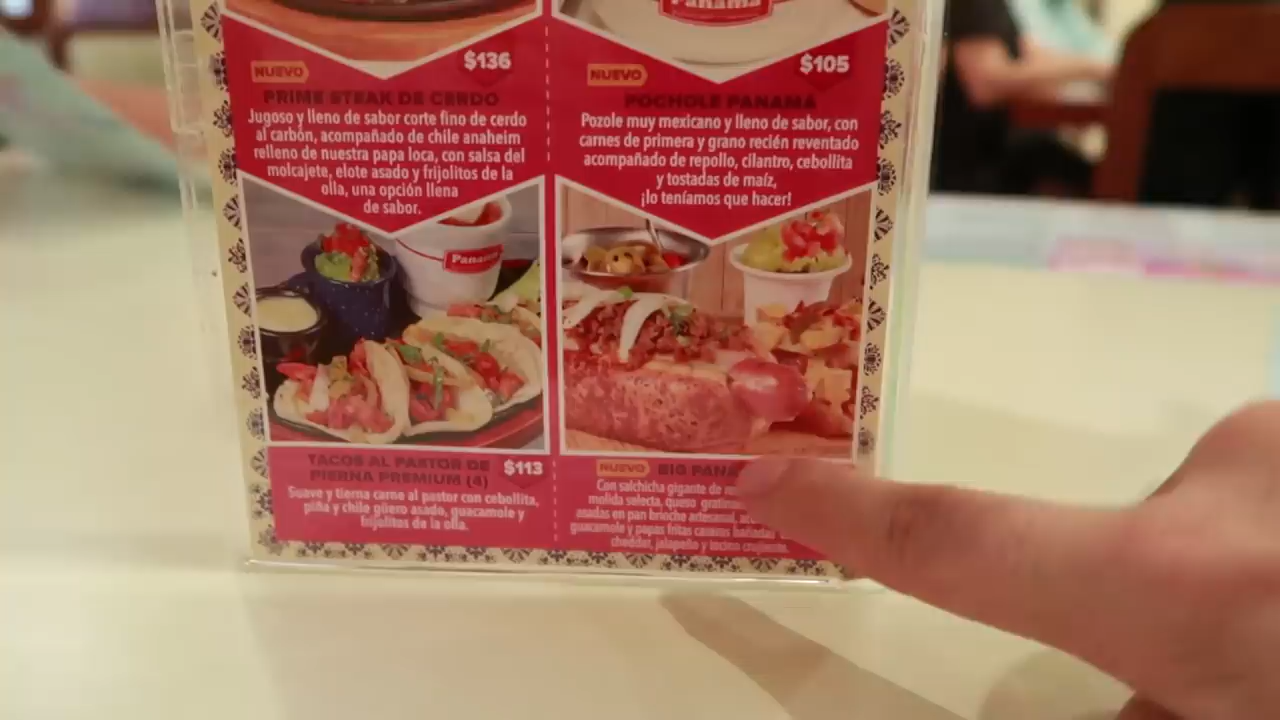 Panamá
$136
NUEVO
PRIME STEAK DE CERDO
Jugoso y lleno de sabor corte fino de cerdo
al carbón, acompañado de chile anaheim
relleno de nuestra papa loca, con salsa del
molcajete, elote asado y frijolitos de la
olla, una opción llena
de sabor.
$105
NUEVO
POCHOLE PANAMÁ
Pozole muy mexicano y lleno de sabor, con
carnes de primera y grano recién reventado
acompañado de repollo, cilantro, cebollita
y tostadas de maíz,
¡lo teníamos que hacer!
Panamá
TACOS AL PASTOR DE
PIERNA PREMIUM (4)
$113
Suave y tierna carne al pastor con cebollita,
piña y chile güero asado, guacamole y
frijolitos de la olla.
NUEVO
BIG PANA
Con salchicha gigante de
molida selecta, queso
asadas en pan brioche artesanal,
guacamole y papas fritas caseras bañadas
cheddar, jalapeño y tocino crujiente.